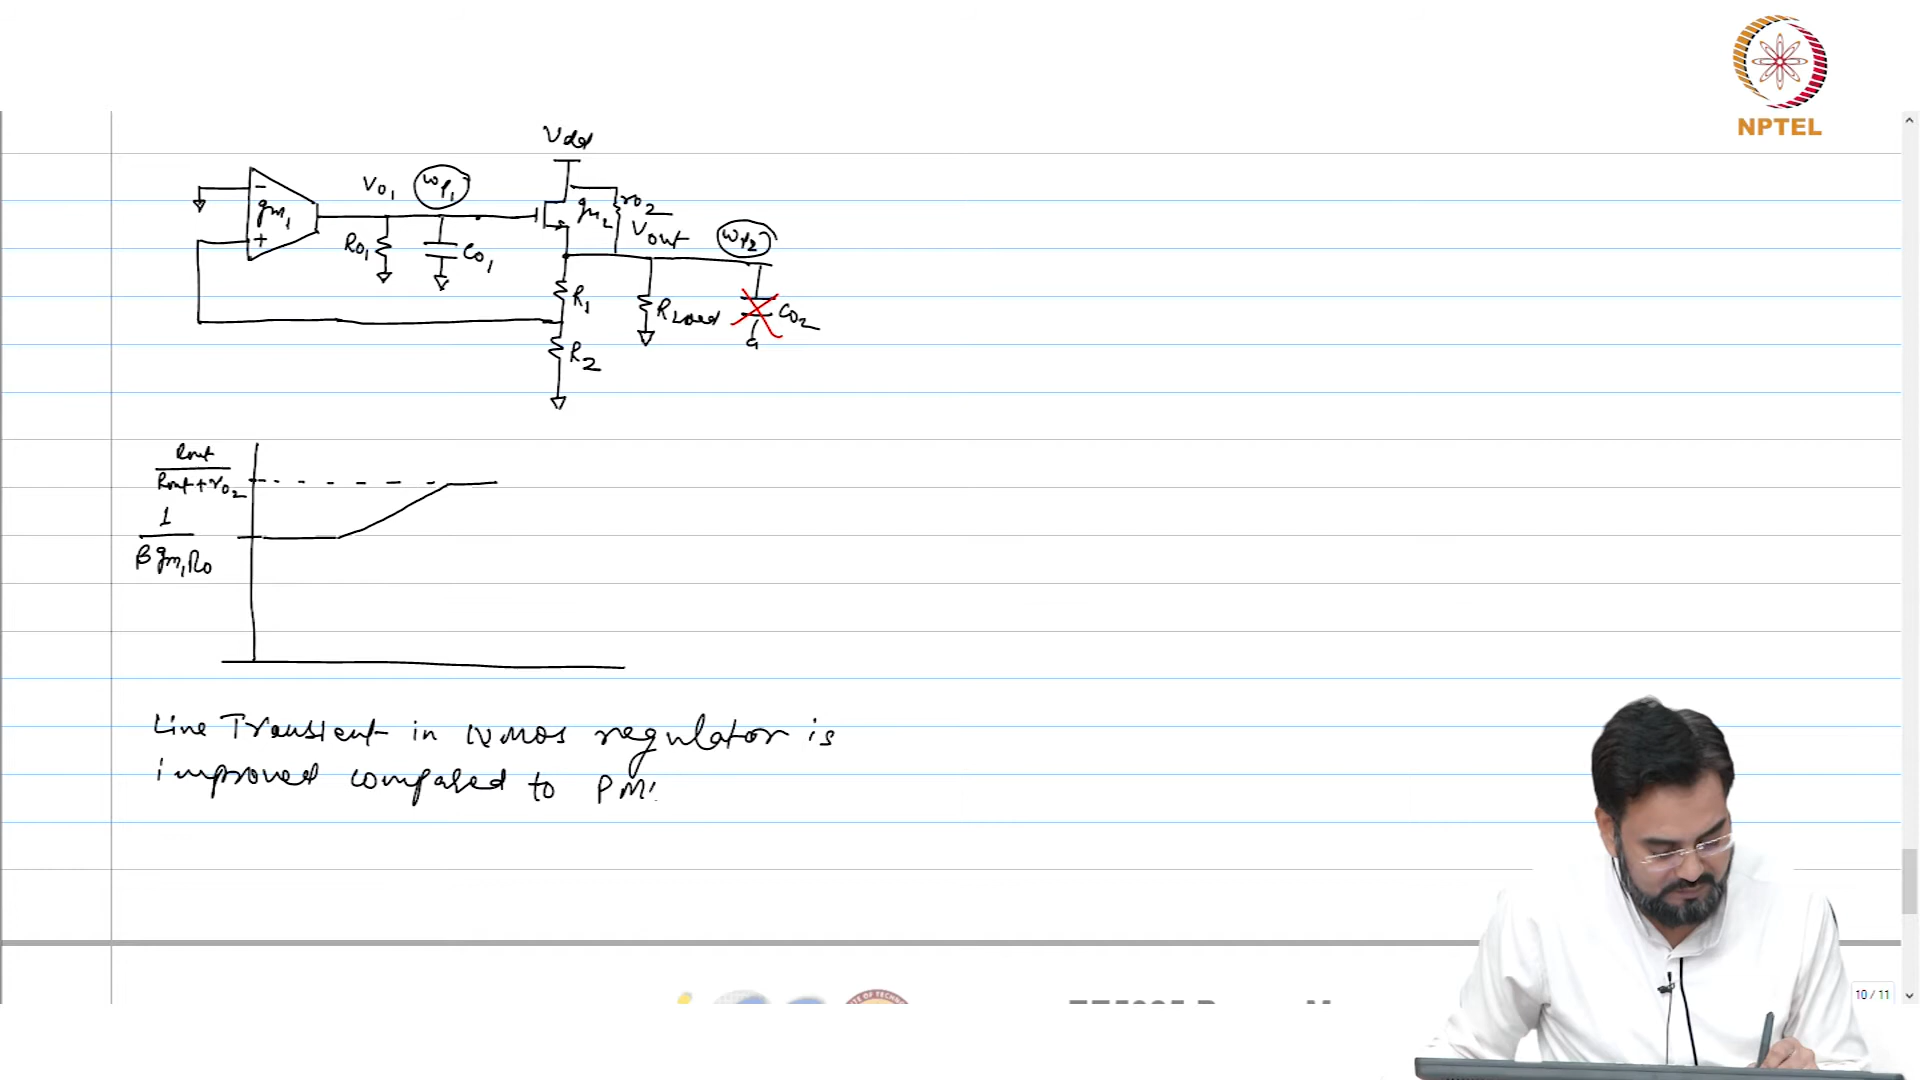 NPTEL
Vdd
Vo1
ωp1
gm1
−
+
Ro1
Co1
gm2
ro2
Vout
ωp2
R1
RLoad
Co2
R2
Rout
Rout+ro2
1
βgm1Ro
Line Transient in NMOS regulator is
improved compared to PM
10 / 11